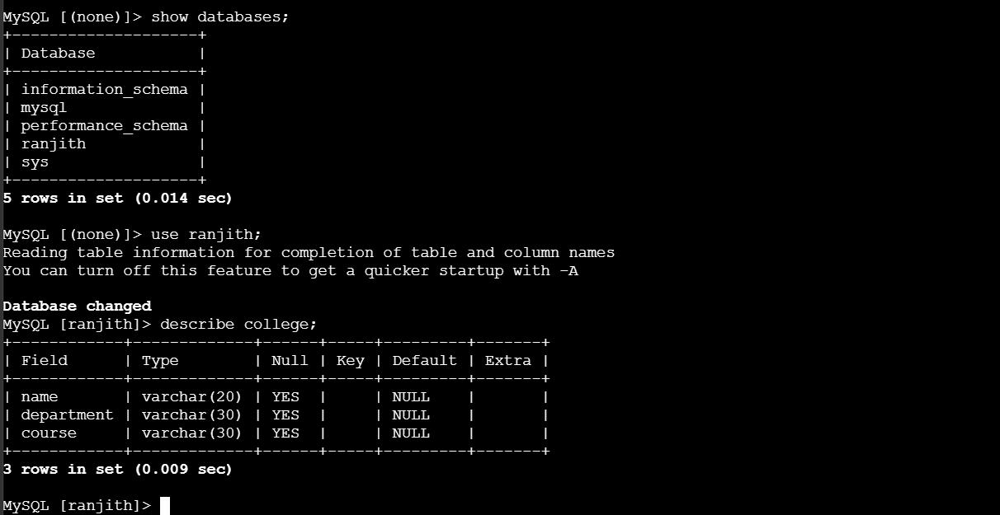 MySQL [(none)]> show databases;
+--------------------+
| Database           |
+--------------------+
| information_schema |
| mysql              |
| performance_schema |
| ranjith            |
| sys                |
+--------------------+
5 rows in set (0.014 sec)

MySQL [(none)]> use ranjith;
Reading table information for completion of table and column names
You can turn off this feature to get a quicker startup with -A

Database changed
MySQL [ranjith]> describe college;
+------------+-------------+------+-----+---------+-------+
| Field      | Type        | Null | Key | Default | Extra |
+------------+-------------+------+-----+---------+-------+
| name       | varchar(20) | YES  |     | NULL    |       |
| department | varchar(30) | YES  |     | NULL    |       |
| course     | varchar(30) | YES  |     | NULL    |       |
+------------+-------------+------+-----+---------+-------+
3 rows in set (0.009 sec)

MySQL [ranjith]>